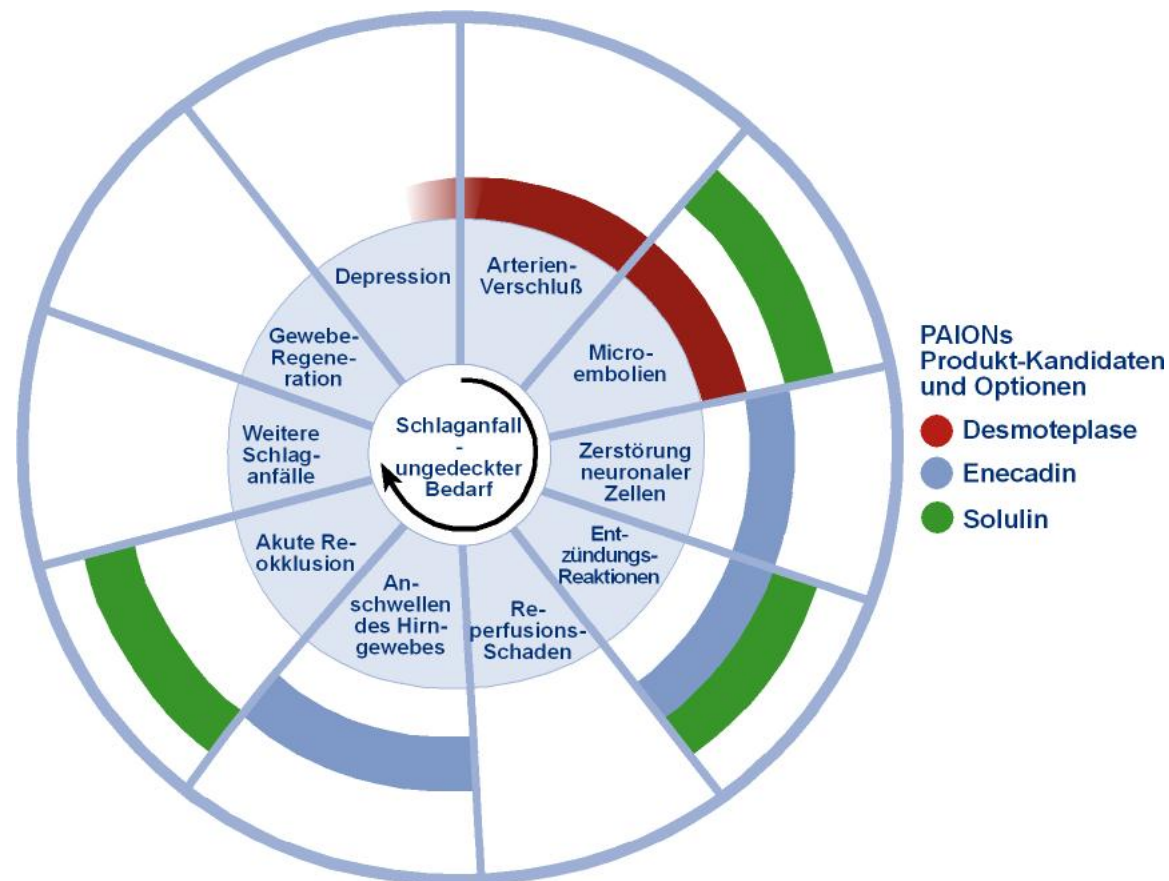 Depression
Arterien-
Verschluß
Gewebe-
Regene-
ration
Micro-
embolien
Schlaganfall
-
ungedeckter
Bedarf
Weitere
Schlag-
anfälle
Zerstörung
neuronaler
Zellen
Akute Re-
okklusion
Ent-
zündungs-
Reaktionen
An-
schwellen
des Hirn-
gewebes
Re-
perfusions-
Schaden
PAIONs
Produkt-Kandidaten
und Optionen
Desmoteplase
Enecadin
Solulin